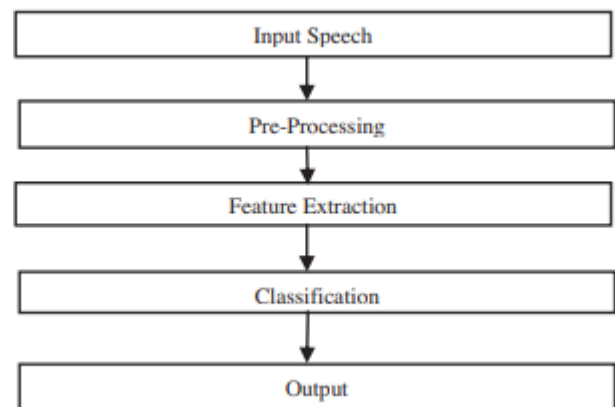 Input Speech
Pre-Processing
Feature Extraction
Classification
Output